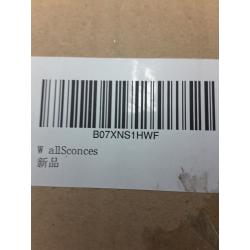 B07XNS1HWF
W allSconces
新品